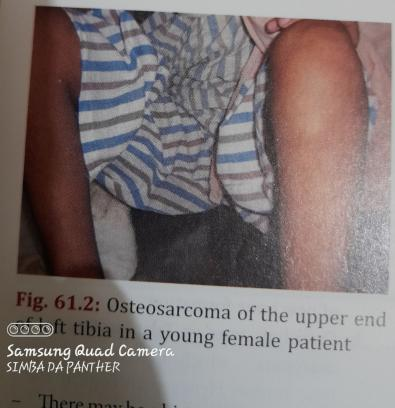 Fig. 61.2: Osteosarcoma of the upper end
of left tibia in a young female patient
Samsung Quad Camera
SIMBA DA PANTHER
– There may be